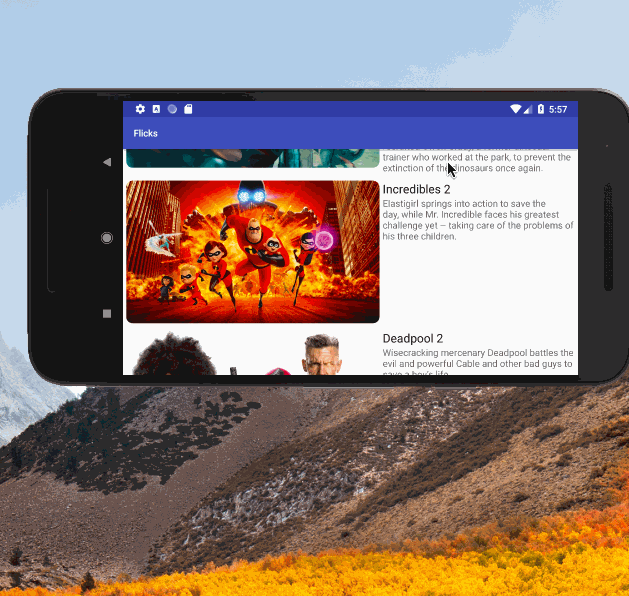 5:57
Flicks
trainer who worked at the park, to prevent the
extinction of the dinosaurs once again.
Incredibles 2
Elastigirl springs into action to save the
day, while Mr. Incredible faces his greatest
challenge yet – taking care of the problems of
his three children.
Deadpool 2
Wisecracking mercenary Deadpool battles the
evil and powerful Cable and other bad guys to
save a boy's life.